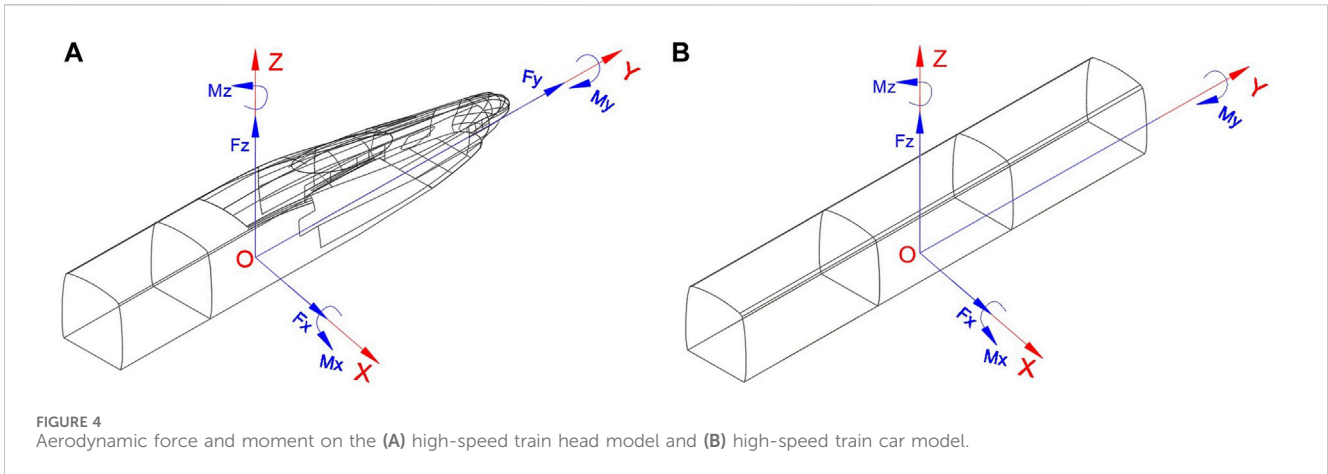 A
Z
Mz
Fz
Fy
Y
My
O
Fx
Mx
X
B
Z
Mz
Fz
Y
My
O
Fx
Mx
X
FIGURE 4
Aerodynamic force and moment on the (A) high-speed train head model and (B) high-speed train car model.